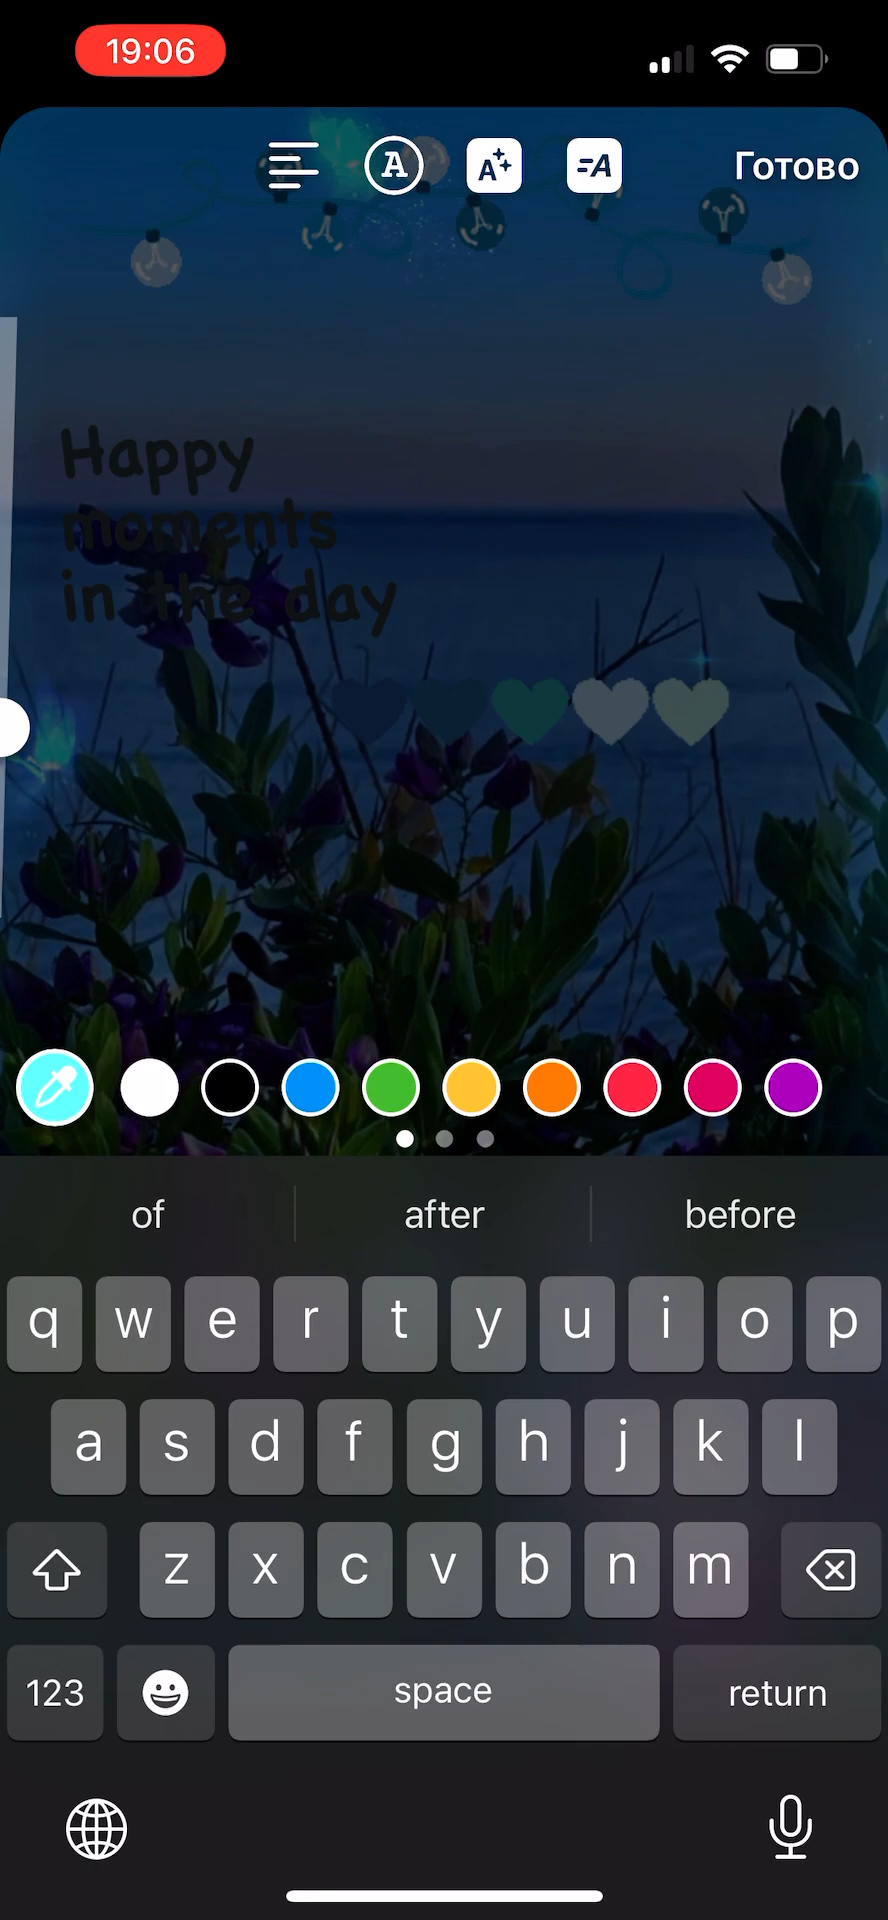 19:06
Готово
Happy
moments
in the day
of after before
q w e r t y u i o p
a s d f g h j k l
z x c v b n m
123 space return